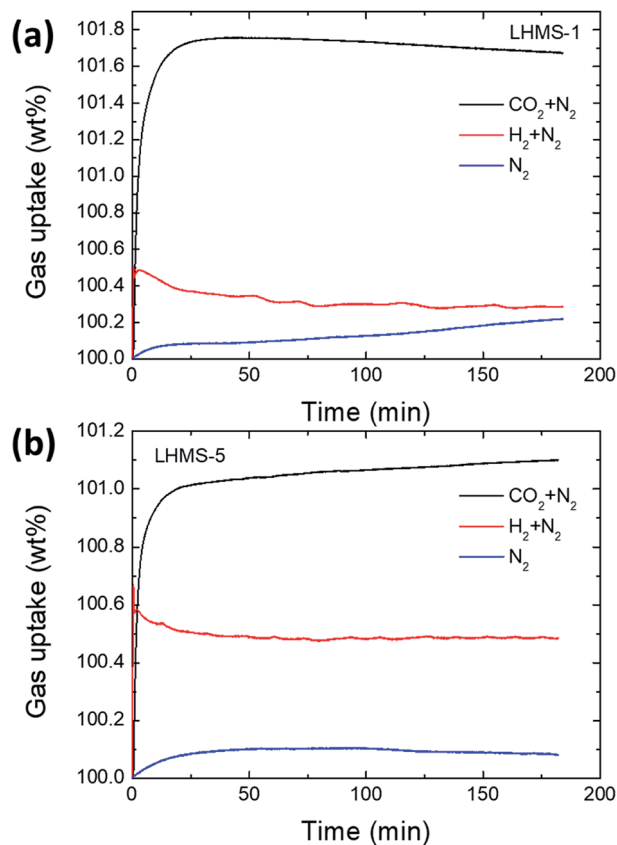 (a)
LHMS-1
CO₂+N₂
H₂+N₂
N₂
Gas uptake (wt%)
101.8
101.6
101.4
101.2
101.0
100.8
100.6
100.4
100.2
100.0
0 50 100 150 200
Time (min)
(b)
LHMS-5
CO₂+N₂
H₂+N₂
N₂
Gas uptake (wt%)
101.2
101.0
100.8
100.6
100.4
100.2
100.0
0 50 100 150 200
Time (min)